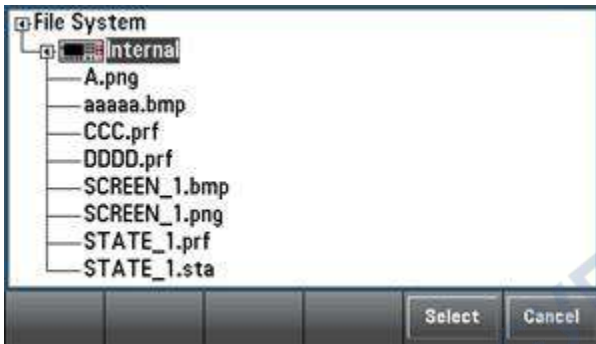 File System
Internal
A.png
aaaaa.bmp
CCC.prf
DDDD.prf
SCREEN_1.bmp
SCREEN_1.png
STATE_1.prf
STATE_1.sta
Select Cancel